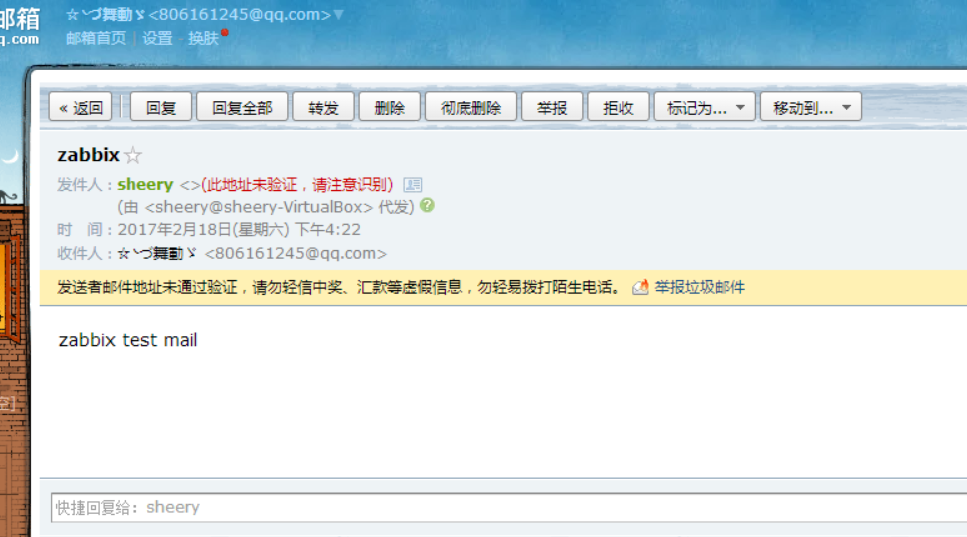 邮箱 ☆ヽづ舞動ゞ<806161245@qq.com>▼
q.com 邮箱首页 | 设置 - 换肤
« 返回 回复 回复全部 转发 删除 彻底删除 举报 拒收 标记为... 移动到...
zabbix ☆
发件人：sheery <>(此地址未验证，请注意识别)
(由 <sheery@sheery-VirtualBox> 代发) ?
时 间：2017年2月18日(星期六) 下午4:22
收件人：☆ヽづ舞動ゞ <806161245@qq.com>
发送者邮件地址未通过验证，请勿轻信中奖、汇款等虚假信息，勿轻易拨打陌生电话。 举报垃圾邮件
zabbix test mail
空]
快捷回复给：sheery